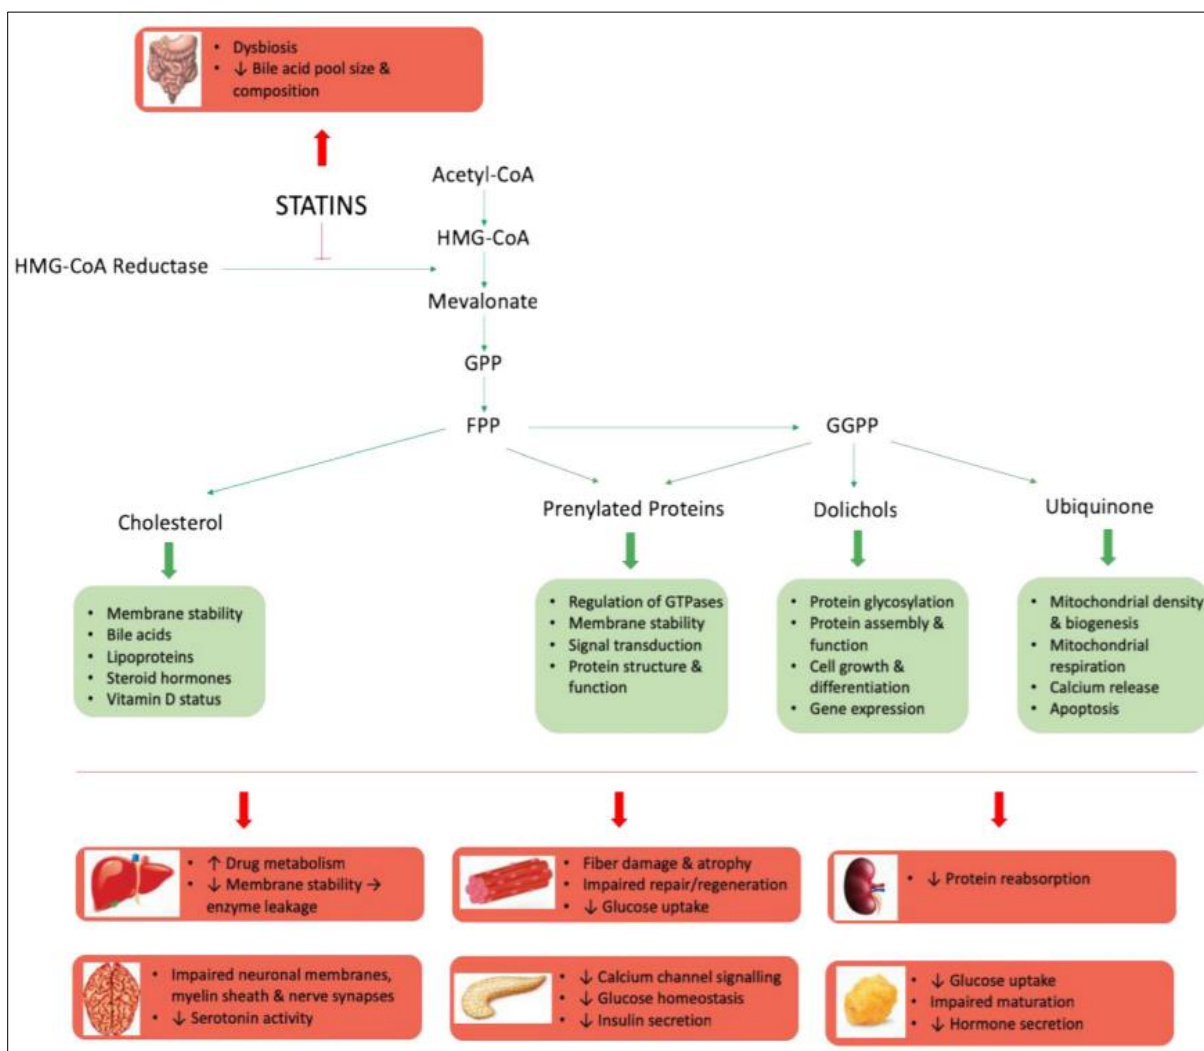 • Dysbiosis
• ↓ Bile acid pool size &
composition
STATINS
Acetyl-CoA
HMG-CoA
HMG-CoA Reductase
Mevalonate
GPP
FPP
GGPP
Cholesterol
Prenylated Proteins
Dolichols
Ubiquinone
• Membrane stability
• Bile acids
• Lipoproteins
• Steroid hormones
• Vitamin D status
• Regulation of GTPases
• Membrane stability
• Signal transduction
• Protein structure &
function
• Protein glycosylation
• Protein assembly &
function
• Cell growth &
differentiation
• Gene expression
• Mitochondrial density
& biogenesis
• Mitochondrial
respiration
• Calcium release
• Apoptosis
• ↑ Drug metabolism
• ↓ Membrane stability →
enzyme leakage
• Fiber damage & atrophy
• Impaired repair/regeneration
• ↓ Glucose uptake
• ↓ Protein reabsorption
• Impaired neuronal membranes,
myelin sheath & nerve synapses
• ↓ Serotonin activity
• ↓ Calcium channel signalling
• ↓ Glucose homeostasis
• ↓ Insulin secretion
• ↓ Glucose uptake
• Impaired maturation
• ↓ Hormone secretion